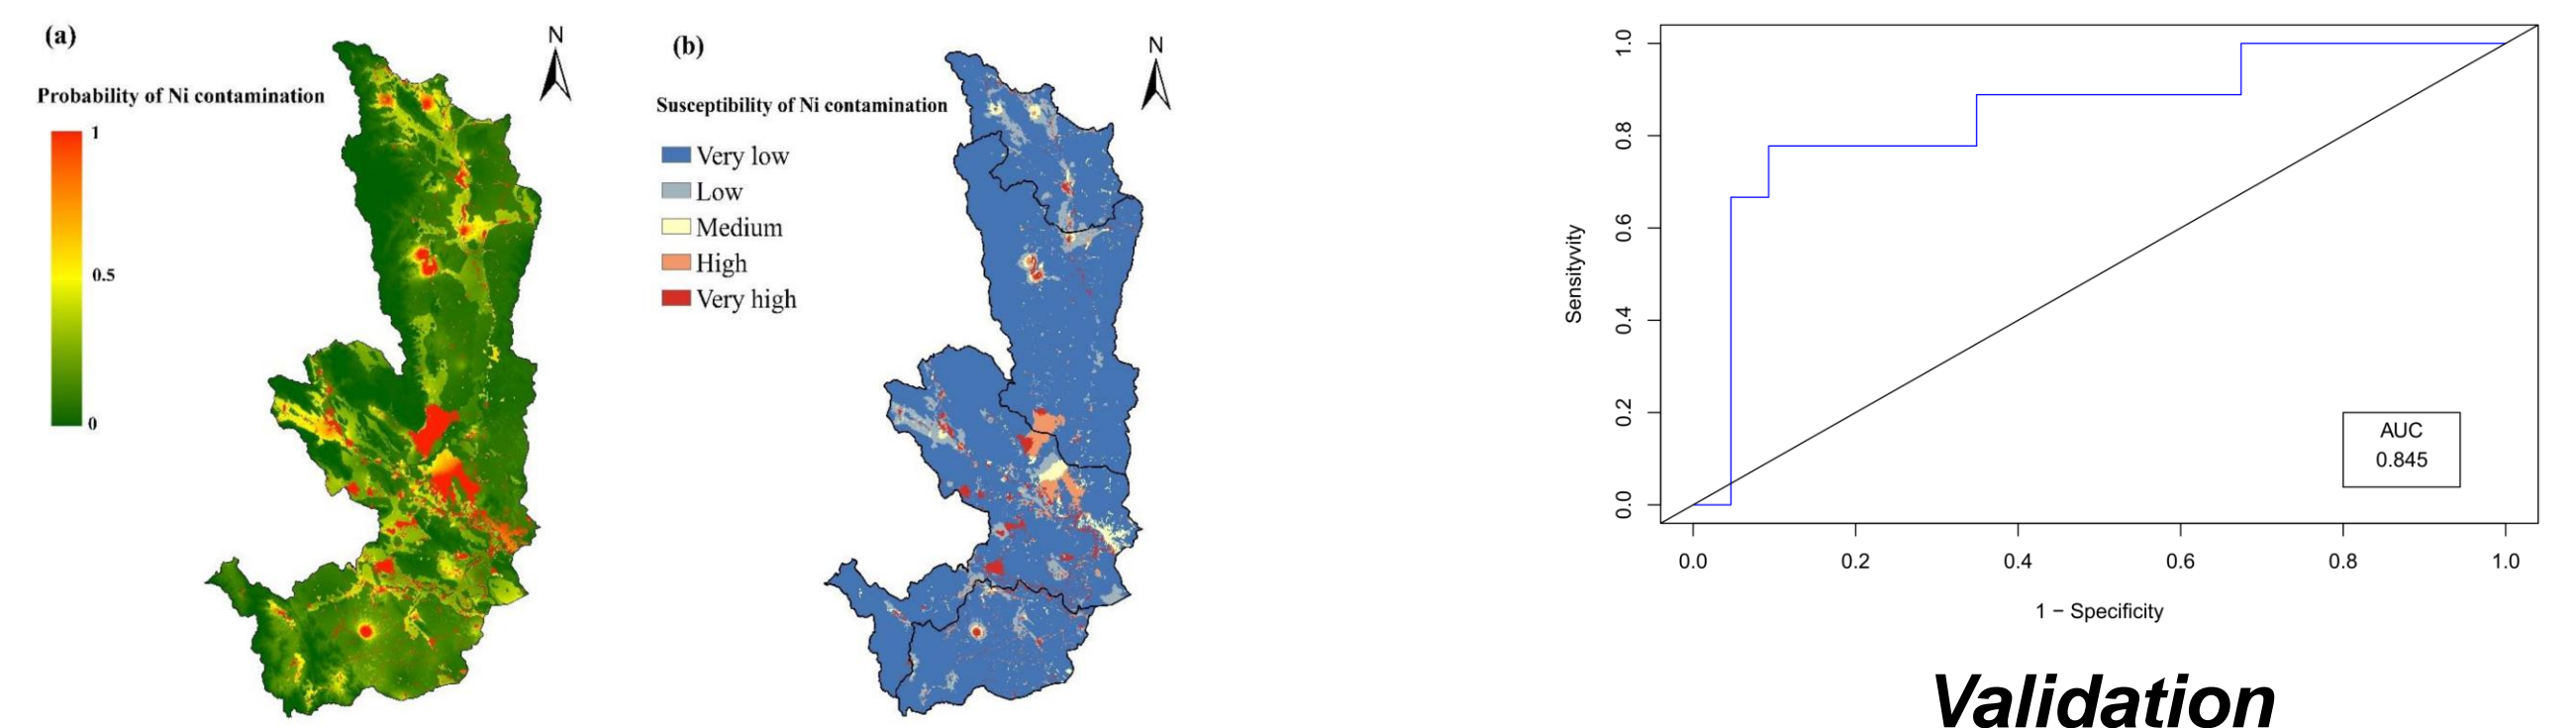 (a)
N
Probability of Ni contamination
1
0.5
0
(b)
N
Susceptibility of Ni contamination
Very low
Low
Medium
High
Very high
Sensityvity
1.0
0.8
0.6
0.4
0.2
0.0
AUC
0.845
0.0 0.2 0.4 0.6 0.8 1.0
1 − Specificity
Validation